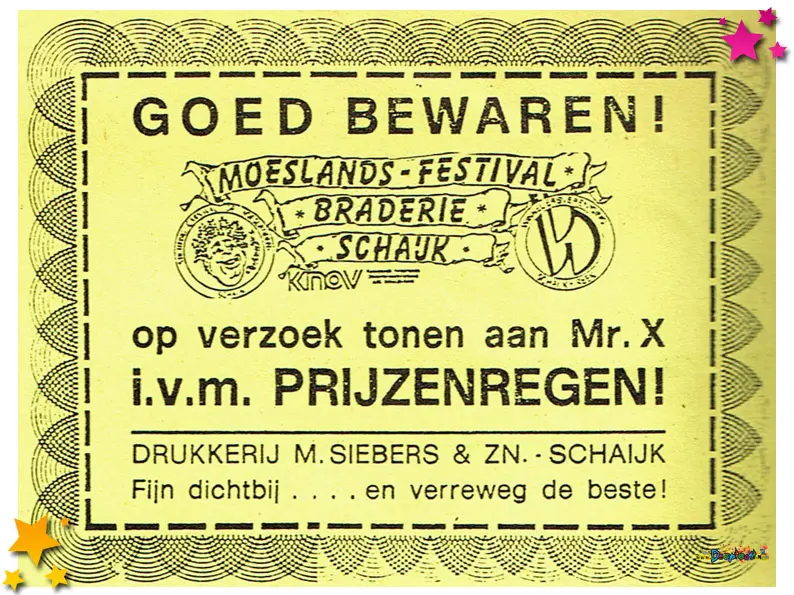 GOED BEWAREN!
MOESLANDS-FESTIVAL *
* BRADERIE *
· SCHAIJK ·
KNOV
op verzoek tonen aan Mr. X
i.v.m. PRIJZENREGEN!
DRUKKERIJ M. SIEBERS & ZN. - SCHAIJK
Fijn dichtbij . . . . en verreweg de beste!